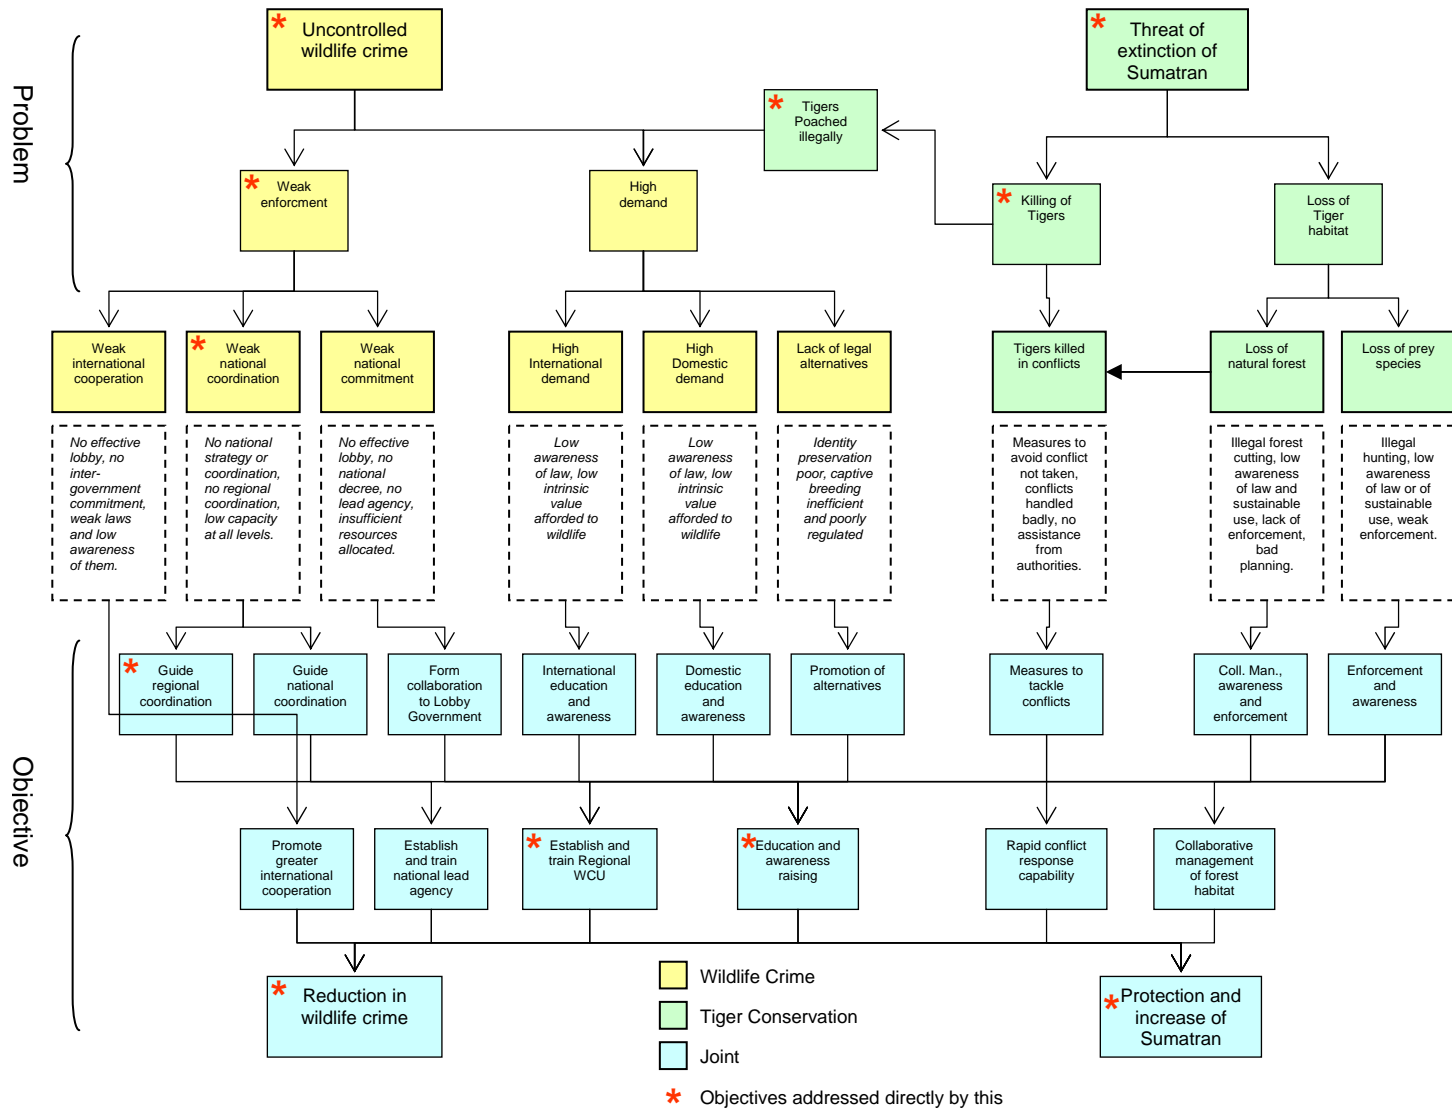 Problem
Objective
* Uncontrolled
wildlife crime
* Threat of
extinction of
Sumatran
* Tigers
Poached
illegally
* Weak
enforcment
High
demand
* Killing of
Tigers
Loss of
Tiger
habitat
Weak
international
cooperation
* Weak
national
coordination
Weak
national
commitment
High
International
demand
High
Domestic
demand
Lack of legal
alternatives
Tigers killed
in conflicts
Loss of
natural forest
Loss of prey
species
No effective
lobby, no
inter-
government
commitment,
weak laws
and low
awareness
of them.
No national
strategy or
coordination,
no regional
coordination,
low capacity
at all levels.
No effective
lobby, no
national
decree, no
lead agency,
insufficient
resources
allocated.
Low
awareness
of law, low
intrinsic
value
afforded to
wildlife
Low
awareness
of law, low
intrinsic
value
afforded to
wildlife
Identity
preservation
poor, captive
breeding
inefficient
and poorly
regulated
Measures to
avoid conflict
not taken,
conflicts
handled
badly, no
assistance
from
authorities.
Illegal forest
cutting, low
awareness
of law and
sustainable
use, lack of
enforcement,
bad
planning.
Illegal
hunting, low
awareness
of law or of
sustainable
use, weak
enforcement.
* Guide
regional
coordination
Guide
national
coordination
Form
collaboration
to Lobby
Government
International
education
and
awareness
Domestic
education
and
awareness
Promotion of
alternatives
Measures to
tackle
conflicts
Coll. Man.,
awareness
and
enforcement
Enforcement
and
awareness
Promote
greater
international
cooperation
Establish
and train
national lead
agency
* Establish and
train Regional
WCU
* Education and
awareness
raising
Rapid conflict
response
capability
Collaborative
management
of forest
habitat
* Reduction in
wildlife crime
* Protection and
increase of
Sumatran
Wildlife Crime
Tiger Conservation
Joint
* Objectives addressed directly by this